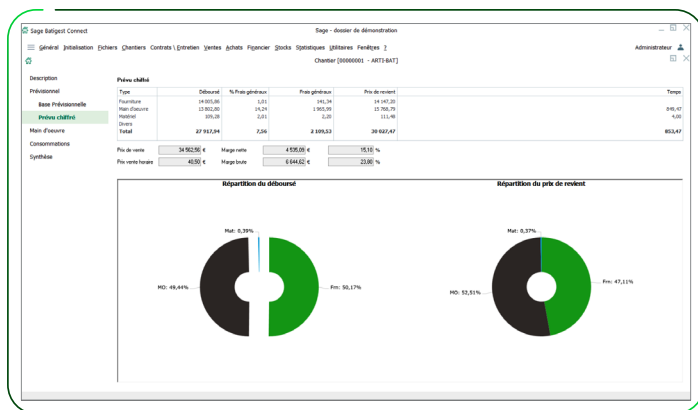 Sage Batigest Connect
Sage - dossier de démonstration
Général Initialisation Fichiers Chantiers Contrats \ Entretien Ventes Achats Financier Stocks Statistiques Utilitaires Fenêtres ?
Administrateur
Chantier [00000001 - ARTI-BAT]
Description
Prévisionnel
Base Prévisionnelle
Prévu chiffré
Main d'oeuvre
Consommations
Synthèse
Prévu chiffré
Type Déboursé % Frais généraux Frais généraux Prix de revient Temps
Fourniture 14 005,86 1,01 141,34 14 147,20
Main d'oeuvre 13 802,80 14,24 1 965,99 15 768,79 849,47
Matériel 109,28 2,01 2,20 111,48 4,00
Divers
Total 27 917,94 7,56 2 109,53 30 027,47 853,47
Prix de vente 34 562,56 € Marge nette 4 535,09 € 15,10 %
Prix vente horaire 40,50 € Marge brute 6 644,62 € 23,80 %
Répartition du déboursé
Mat: 0,39%
MO: 49,44%
Frn: 50,17%
Répartition du prix de revient
Mat: 0,37%
MO: 52,51%
Frn: 47,11%